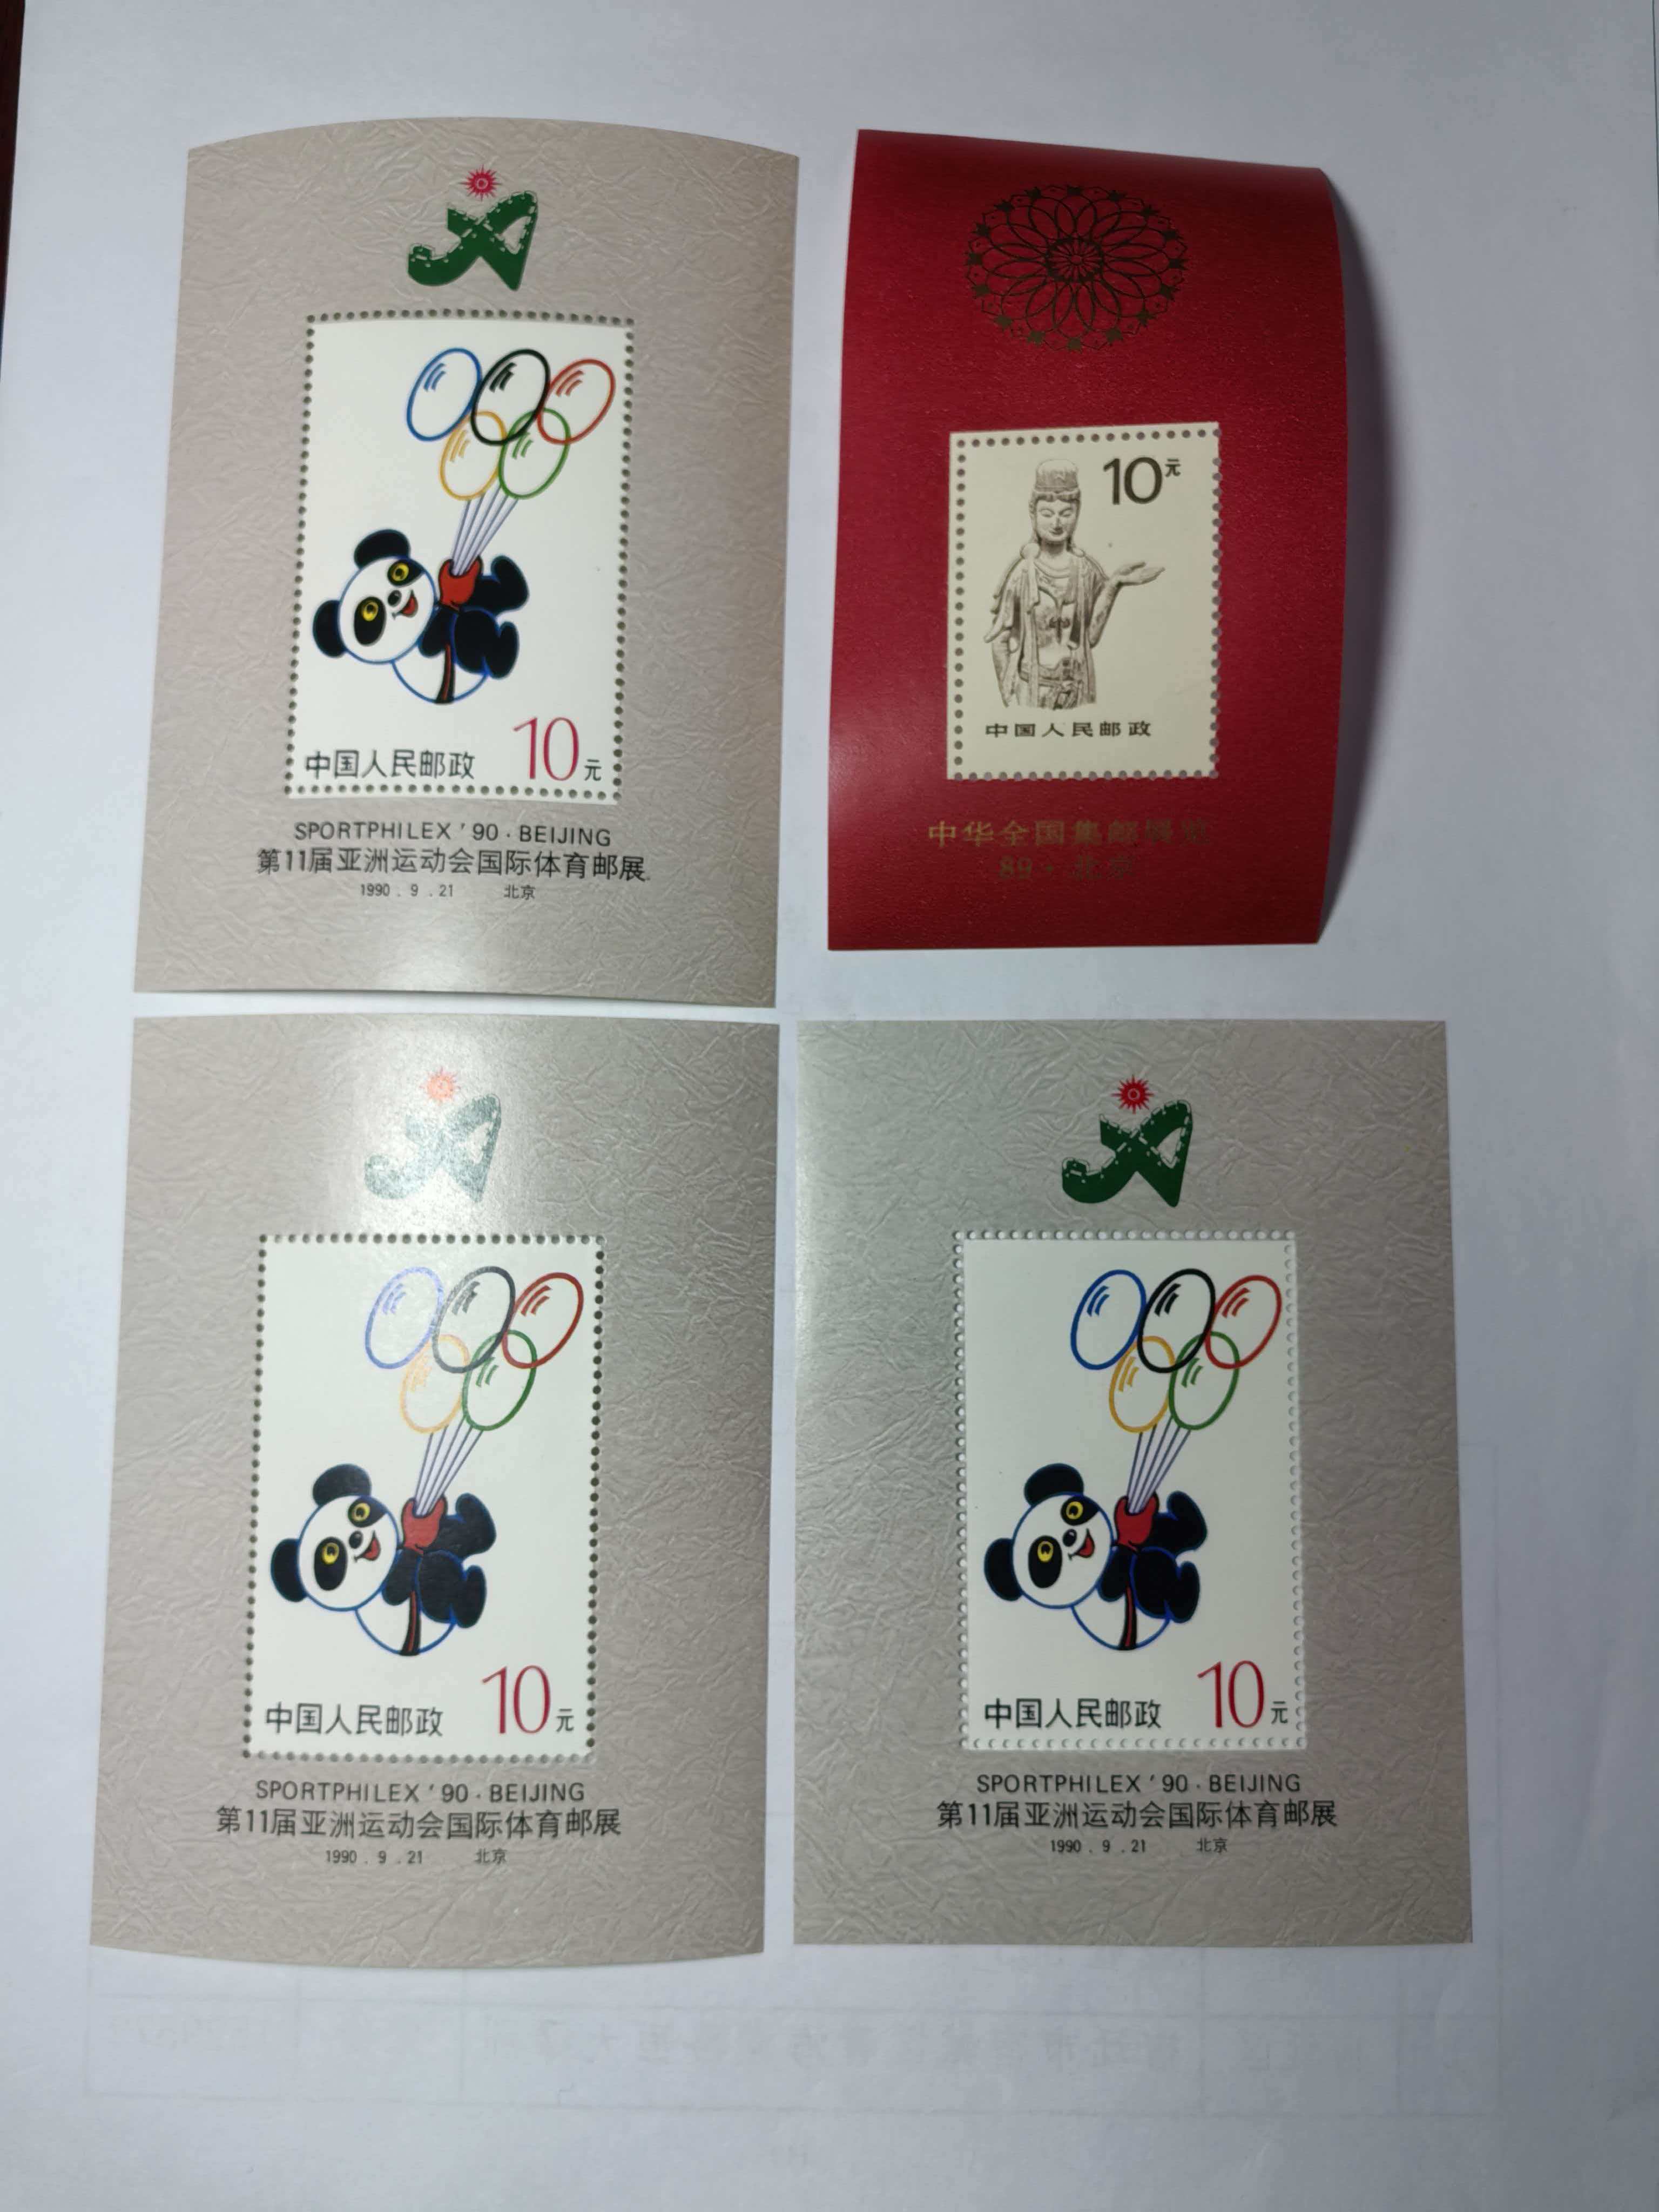 中国人民邮政 10元
SPORTPHILEX '90·BEIJING
第11届亚洲运动会国际体育邮展
1990.9.21 北京
10元
中国人民邮政
中华全国集邮展览
89·北京
中国人民邮政 10元
SPORTPHILEX '90·BEIJING
第11届亚洲运动会国际体育邮展
1990.9.21 北京
中国人民邮政 10元
SPORTPHILEX '90·BEIJING
第11届亚洲运动会国际体育邮展
1990.9.21 北京